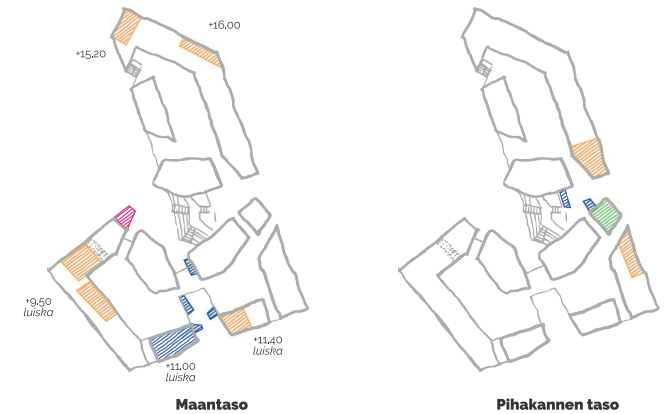 +16.00
+15.20
+9.50
luiska
+11.40
luiska
+11.00
luiska
Maantaso
Pihakannen taso